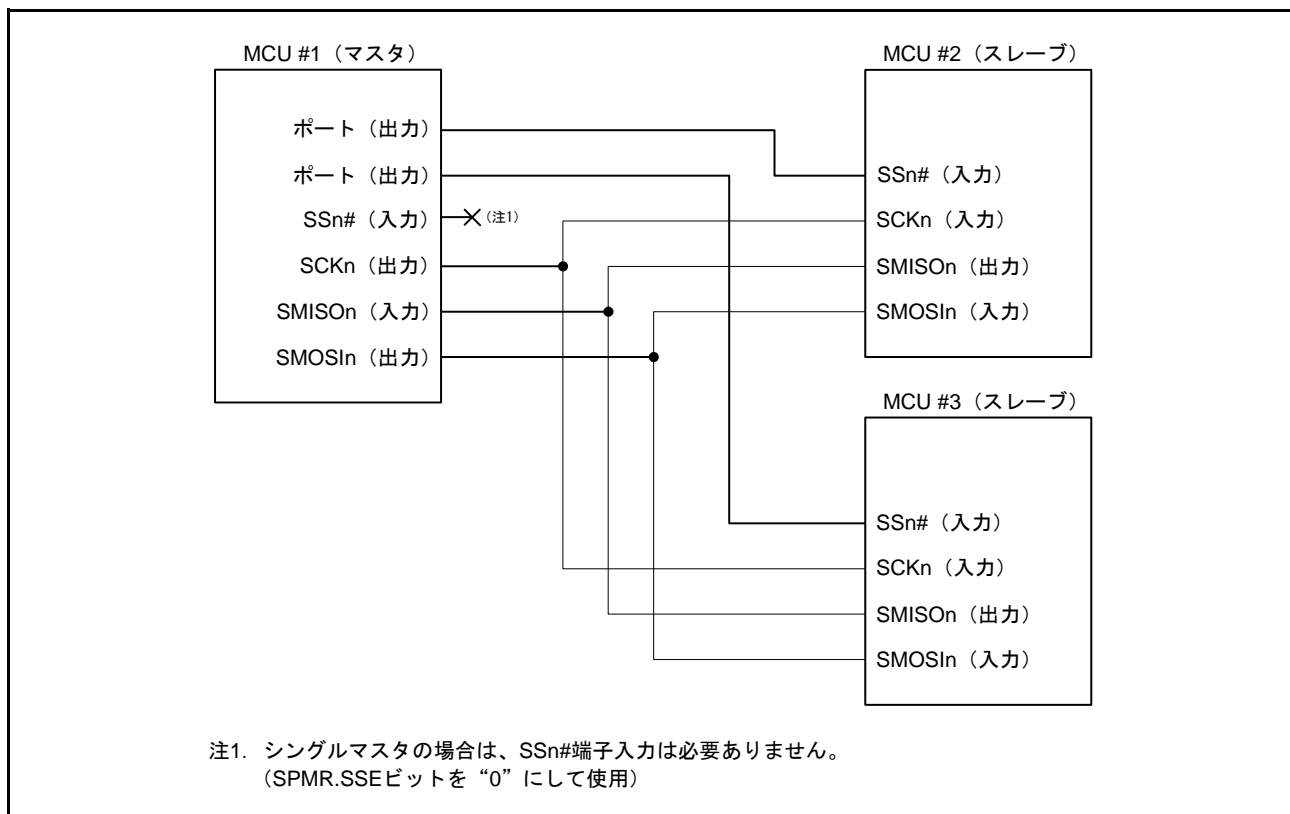 MCU #1（マスタ）
ポート（出力）
ポート（出力）
SSn#（入力）
（注1）
SCKn（出力）
SMISOn（入力）
SMOSIn（出力）
MCU #2（スレーブ）
SSn#（入力）
SCKn（入力）
SMISOn（出力）
SMOSIn（入力）
MCU #3（スレーブ）
SSn#（入力）
SCKn（入力）
SMISOn（出力）
SMOSIn（入力）
注1. シングルマスタの場合は、SSn#端子入力は必要ありません。
（SPMR.SSEビットを“0”にして使用）